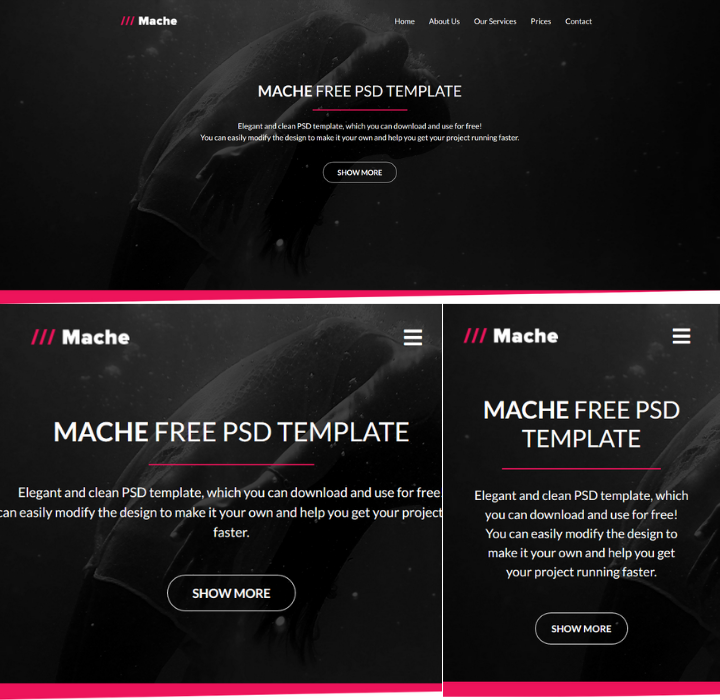 /// Mache
Home About Us Our Services Prices Contact
MACHE FREE PSD TEMPLATE
Elegant and clean PSD template, which you can download and use for free!
You can easily modify the design to make it your own and help you get your project running faster.
SHOW MORE
/// Mache
MACHE FREE PSD TEMPLATE
Elegant and clean PSD template, which you can download and use for free
can easily modify the design to make it your own and help you get your project
faster.
SHOW MORE
/// Mache
MACHE FREE PSD
TEMPLATE
Elegant and clean PSD template, which
you can download and use for free!
You can easily modify the design to
make it your own and help you get
your project running faster.
SHOW MORE